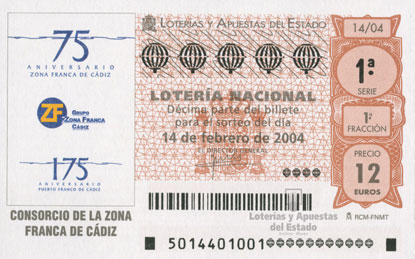 75
ANIVERSARIO
ZONA FRANCA DE CÁDIZ
ZF GRUPO
ZONA FRANCA
CÁDIZ
175
ANIVERSARIO
PUERTO FRANCO DE CÁDIZ
CONSORCIO DE LA ZONA
FRANCA DE CÁDIZ
LOTERÍAS Y APUESTAS DEL ESTADO
LOTERÍA NACIONAL
Décima parte del billete
para el sorteo del día
14 de febrero de 2004
EL DIRECTOR GENERAL
Loterías y Apuestas
del Estado
5014401001
14/04
1ª
SERIE
1ª
FRACCIÓN
PRECIO
12
EUROS
RCM-FNMT